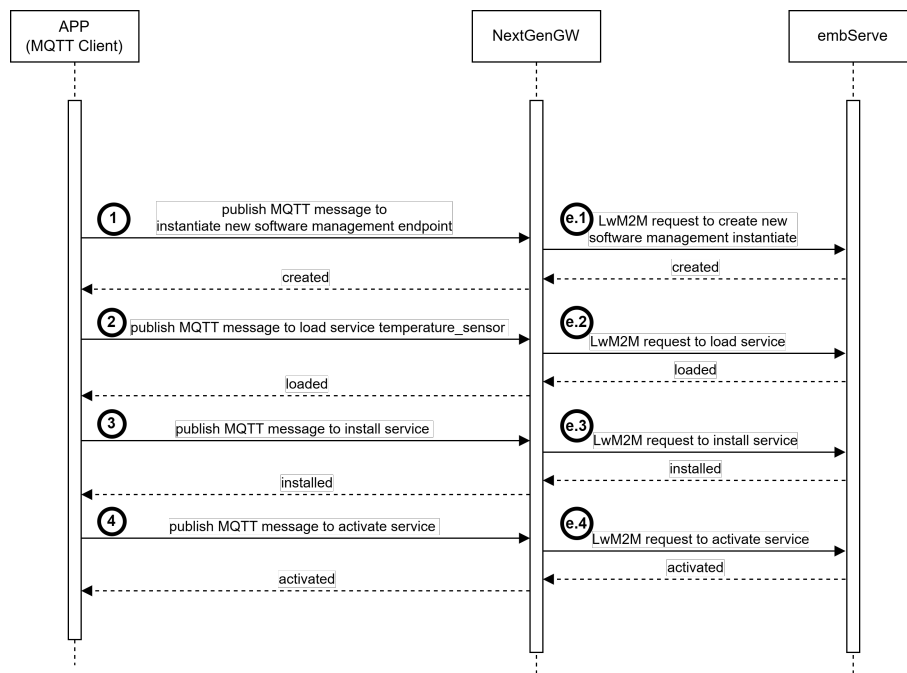 APP
(MQTT Client)
NextGenGW
embServe
1
publish MQTT message to
instantiate new software management endpoint
e.1
LwM2M request to create new
software management instantiate
created
created
2
publish MQTT message to load service temperature_sensor
e.2
LwM2M request to load service
loaded
loaded
3
publish MQTT message to install service
e.3
LwM2M request to install service
installed
installed
4
publish MQTT message to activate service
e.4
LwM2M request to activate service
activated
activated